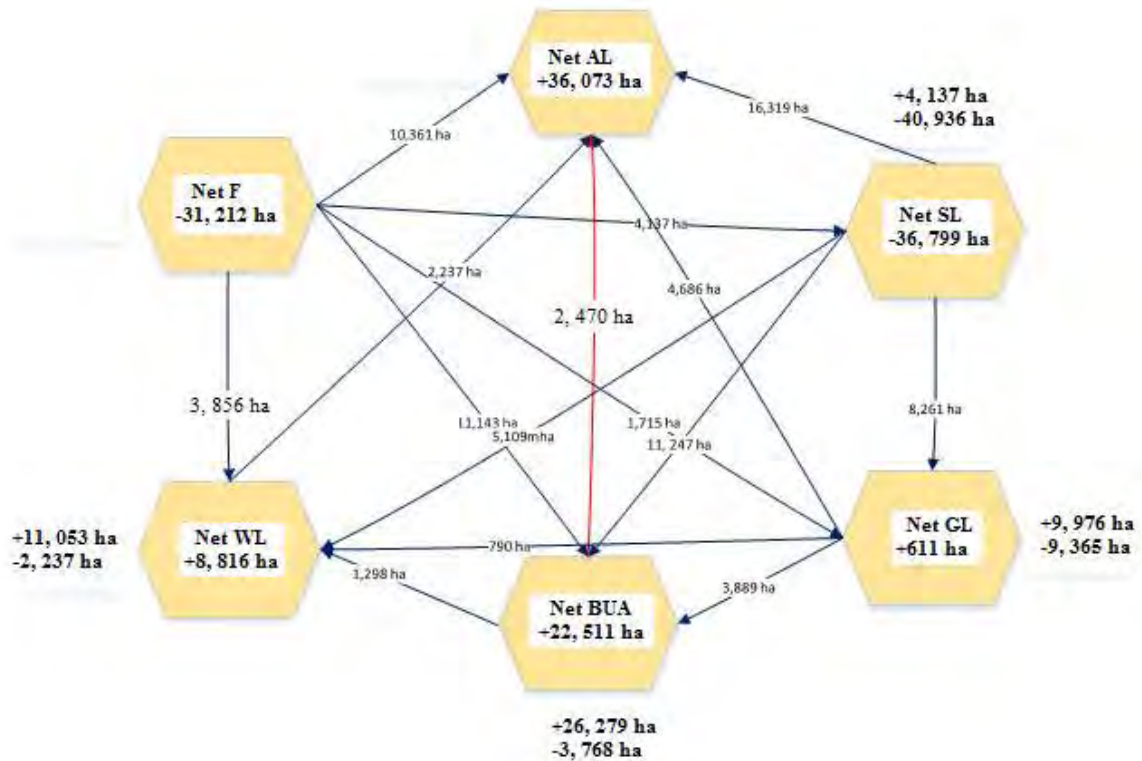 Net AL
+36, 073 ha
+4, 137 ha
-40, 936 ha
16,319 ha
10,361 ha
Net F
-31, 212 ha
Net SL
-36, 799 ha
4,137 ha
2,237 ha
4,686 ha
2, 470 ha
3, 856 ha
11,143 ha
5,109mha
1,715 ha
11, 247 ha
8,261 ha
+11, 053 ha
-2, 237 ha
Net WL
+8, 816 ha
790 ha
Net GL
+611 ha
+9, 976 ha
-9, 365 ha
1,298 ha
3,889 ha
Net BUA
+22, 511 ha
+26, 279 ha
-3, 768 ha